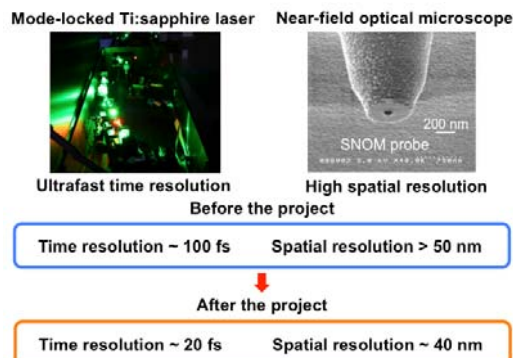 Mode-locked Ti:sapphire laser
Near-field optical microscope
200 nm
SNOM probe
Ultrafast time resolution
High spatial resolution
Before the project
Time resolution ~ 100 fs Spatial resolution > 50 nm
After the project
Time resolution ~ 20 fs Spatial resolution ~ 40 nm